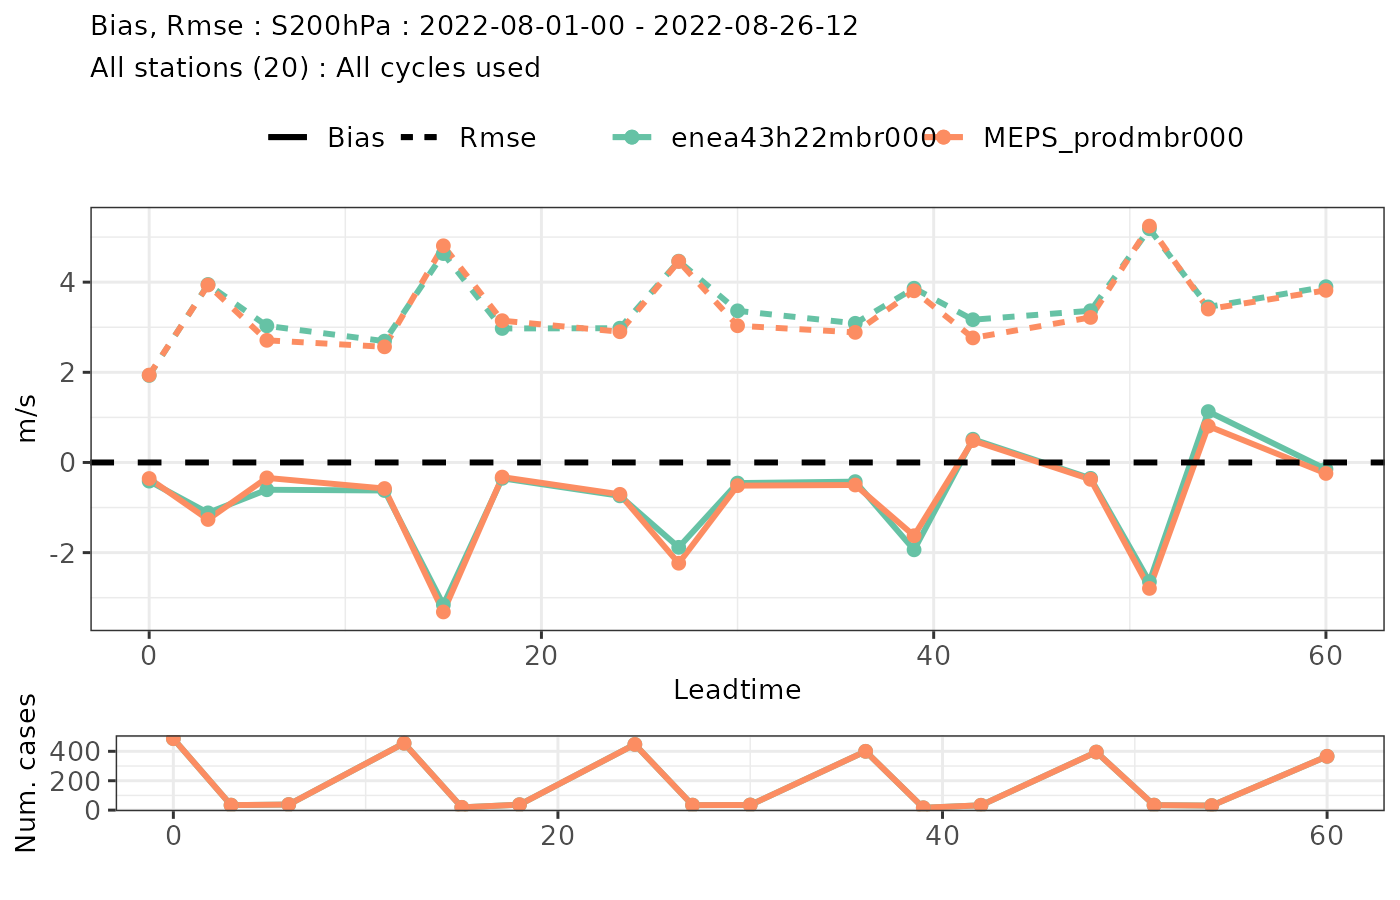 Bias, Rmse : S200hPa : 2022-08-01-00 - 2022-08-26-12
All stations (20) : All cycles used
Bias Rmse enea43h22mbr000 MEPS_prodmbr000
m/s
4
2
0
-2
0 20 40 60
Leadtime
Num. cases
400
200
0
0 20 40 60